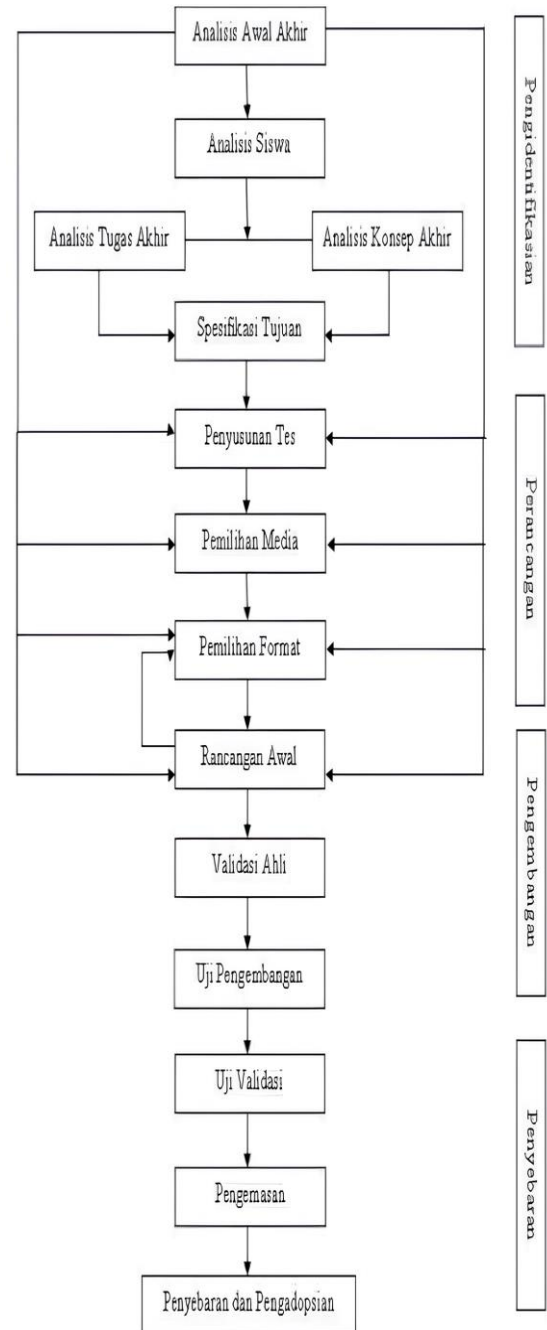 Analisis Awal Akhir
Analisis Siswa
Analisis Tugas Akhir
Analisis Konsep Akhir
Spesifikasi Tujuan
Penyusunan Tes
Pemilihan Media
Pemilihan Format
Rancangan Awal
Validasi Ahli
Uji Pengembangan
Uji Validasi
Pengemasan
Penyebaran dan Pengadopsian
Pengidentifikasian
Perancangan
Pengembangan
Penyebaran